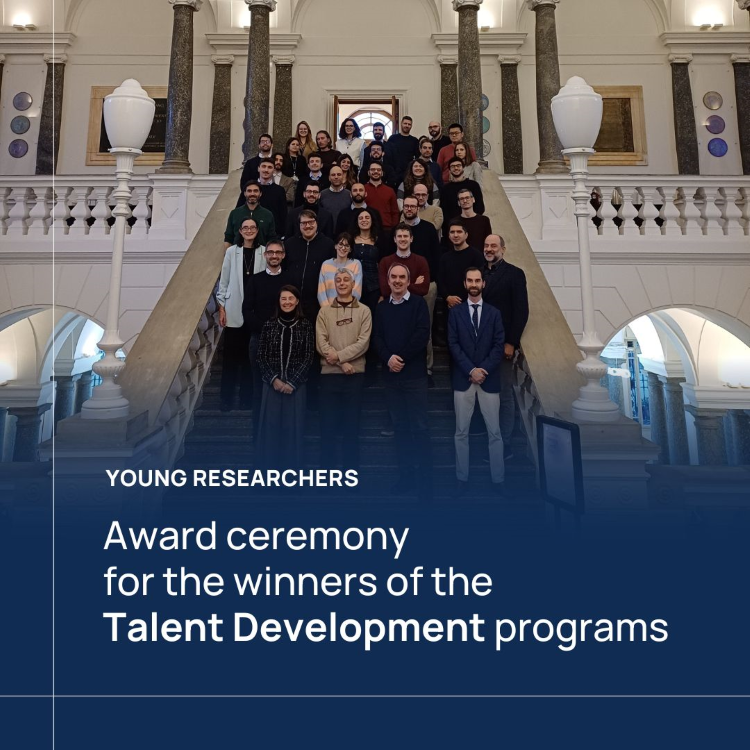 YOUNG RESEARCHERS
Award ceremony
for the winners of the
Talent Development programs